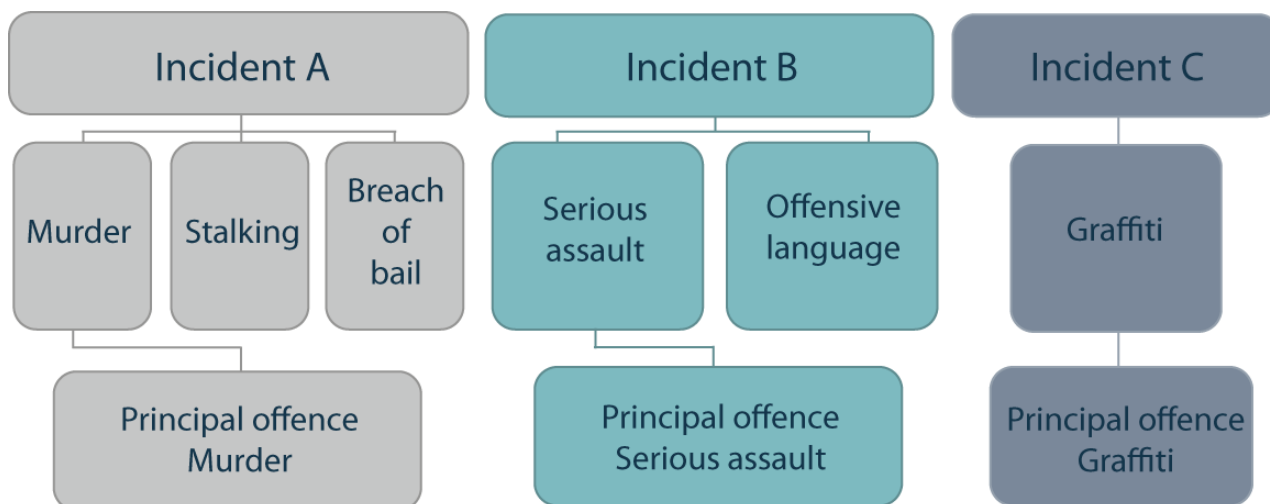 Incident A
Incident B
Incident C
Murder
Stalking
Breach
of
bail
Serious
assault
Offensive
language
Graffiti
Principal offence
Murder
Principal offence
Serious assault
Principal offence
Graffiti